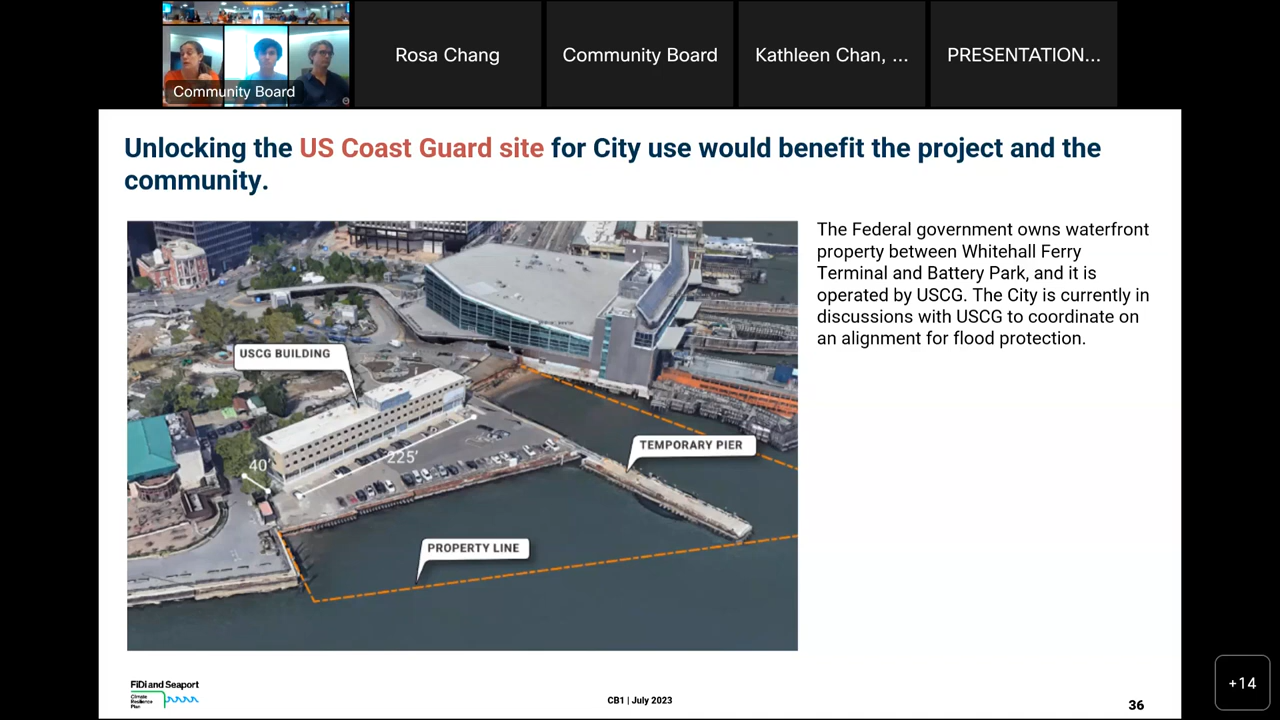 Community Board
Rosa Chang
Community Board
Kathleen Chan, ...
PRESENTATION...
Unlocking the US Coast Guard site for City use would benefit the project and the
community.
The Federal government owns waterfront
property between Whitehall Ferry
Terminal and Battery Park, and it is
operated by USCG. The City is currently in
discussions with USCG to coordinate on
an alignment for flood protection.
USCG BUILDING
TEMPORARY PIER
225'
40'
PROPERTY LINE
FiDi and Seaport
Climate
Resilience
Plan
CB1 | July 2023
36
+14